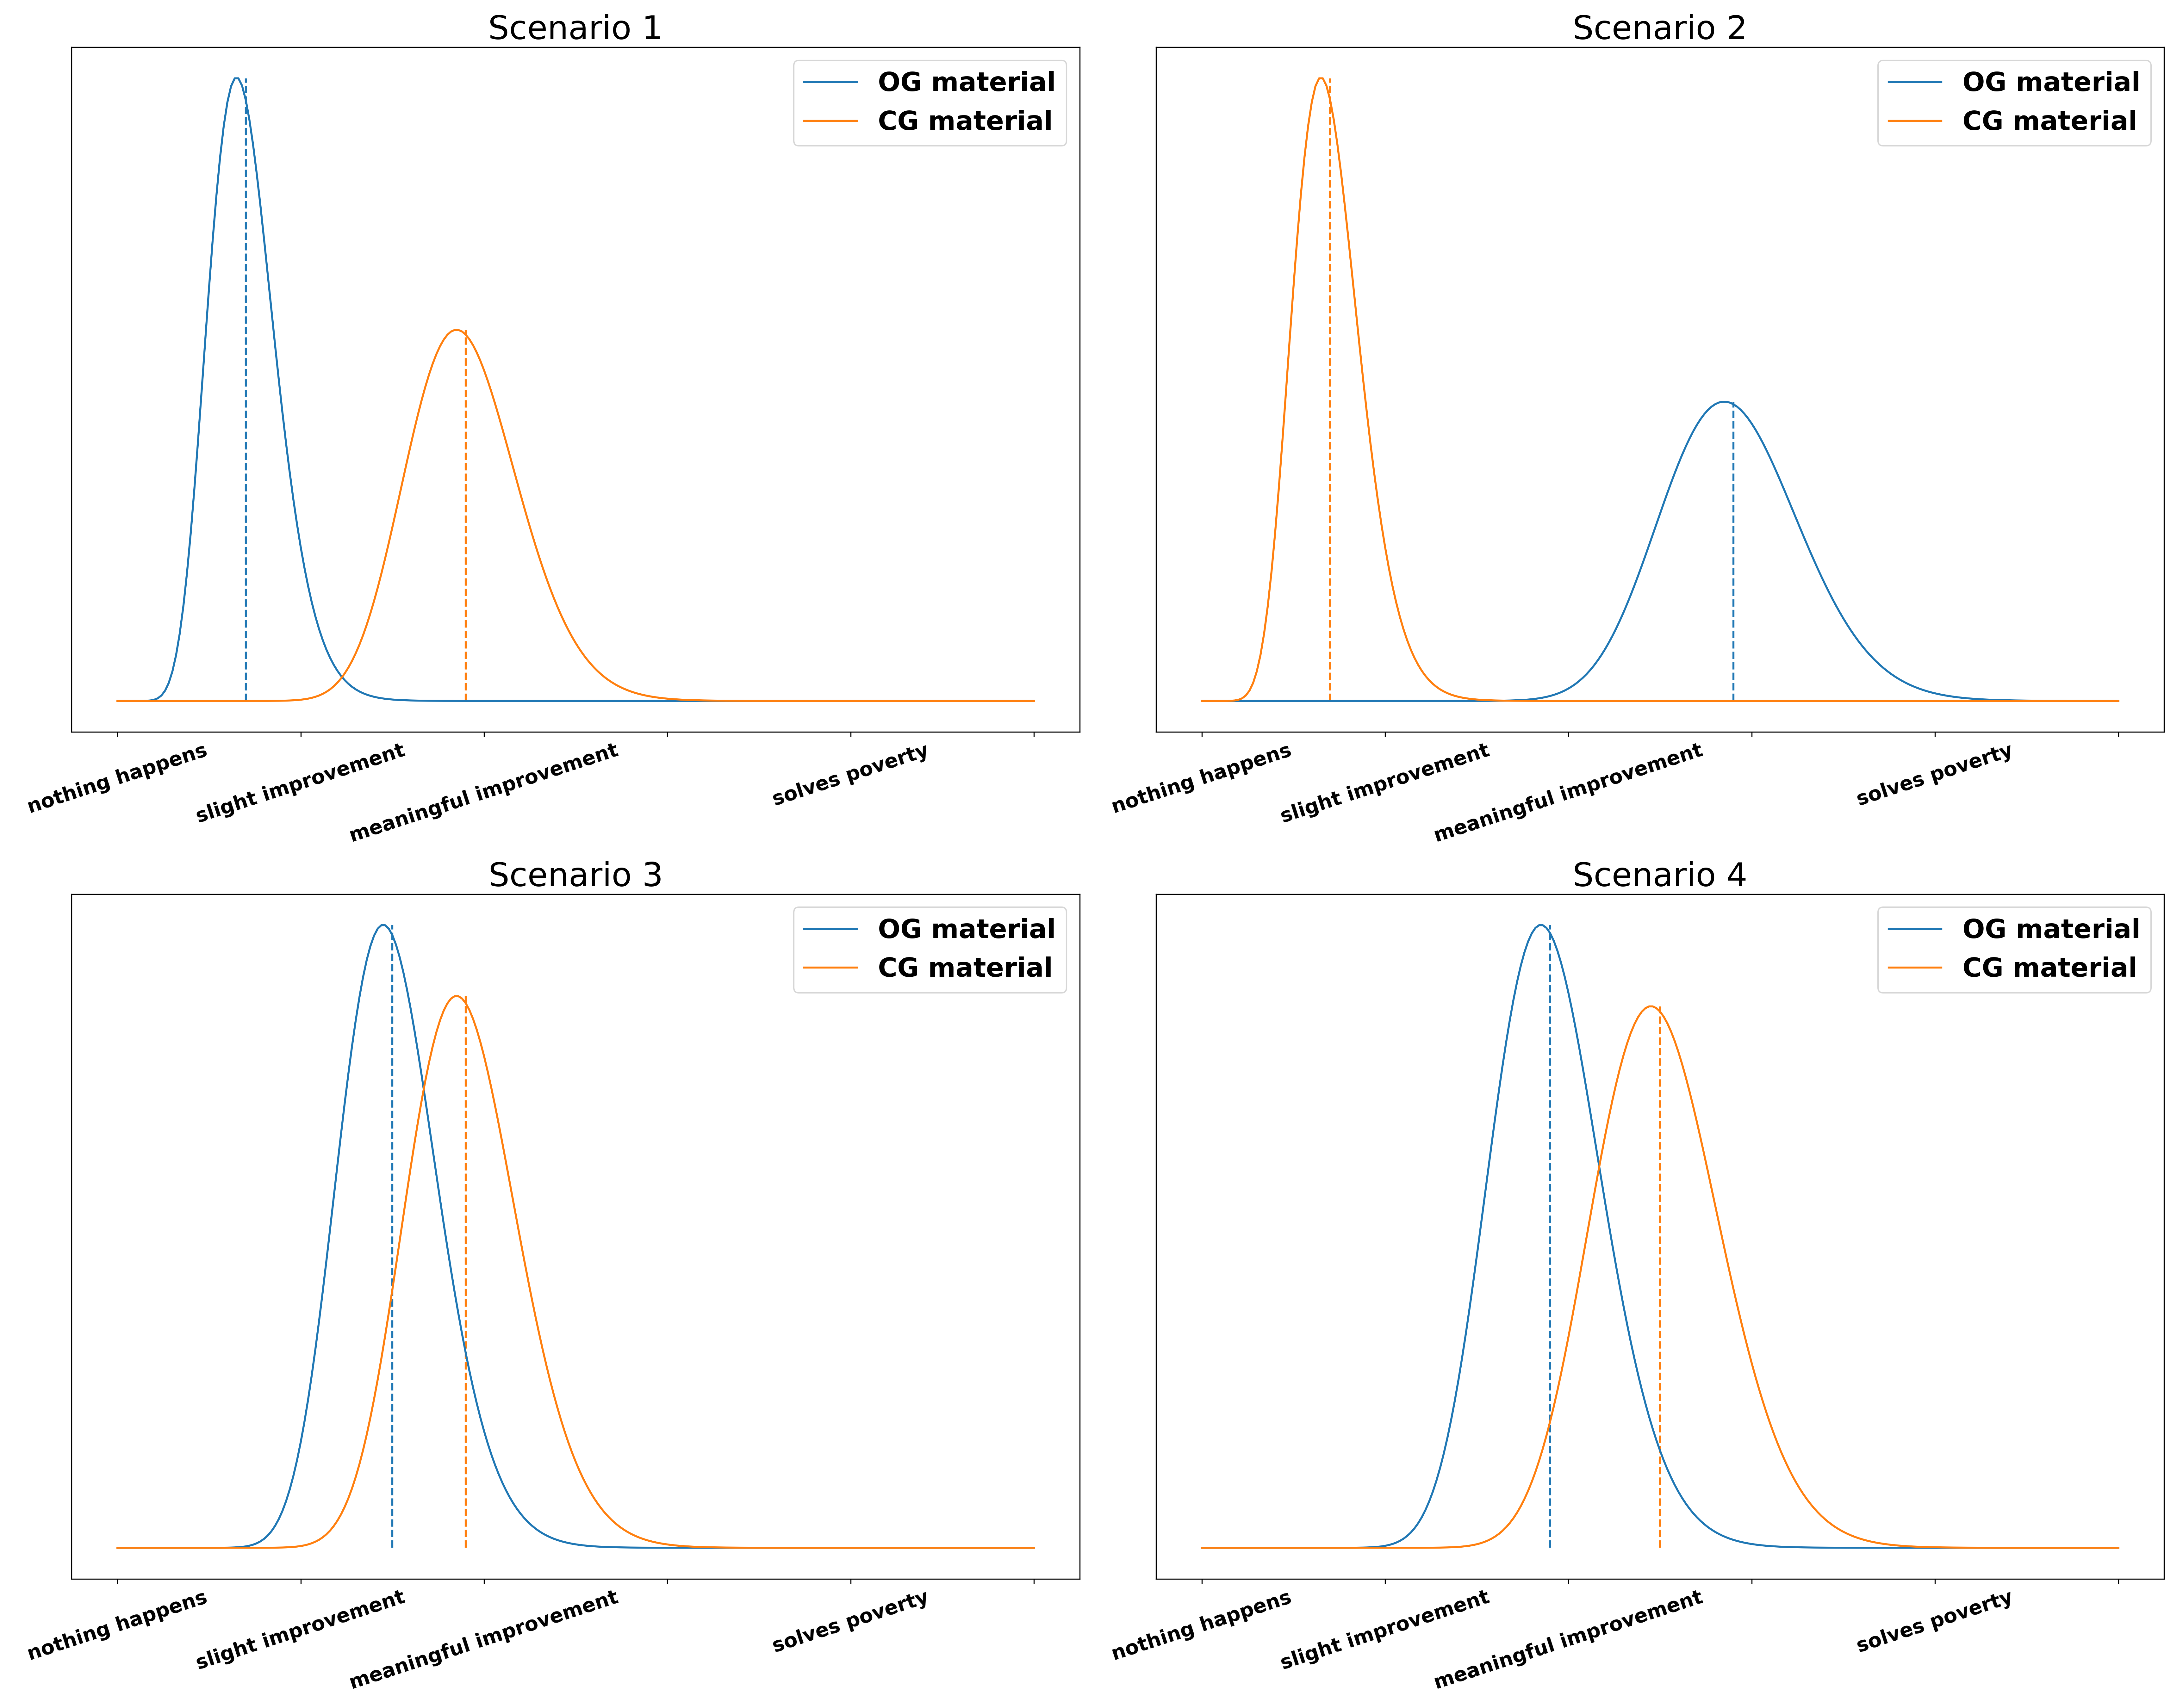 Scenario 1
OG material
CG material
nothing happens
slight improvement
meaningful improvement
solves poverty
Scenario 2
OG material
CG material
nothing happens
slight improvement
meaningful improvement
solves poverty
Scenario 3
OG material
CG material
nothing happens
slight improvement
meaningful improvement
solves poverty
Scenario 4
OG material
CG material
nothing happens
slight improvement
meaningful improvement
solves poverty